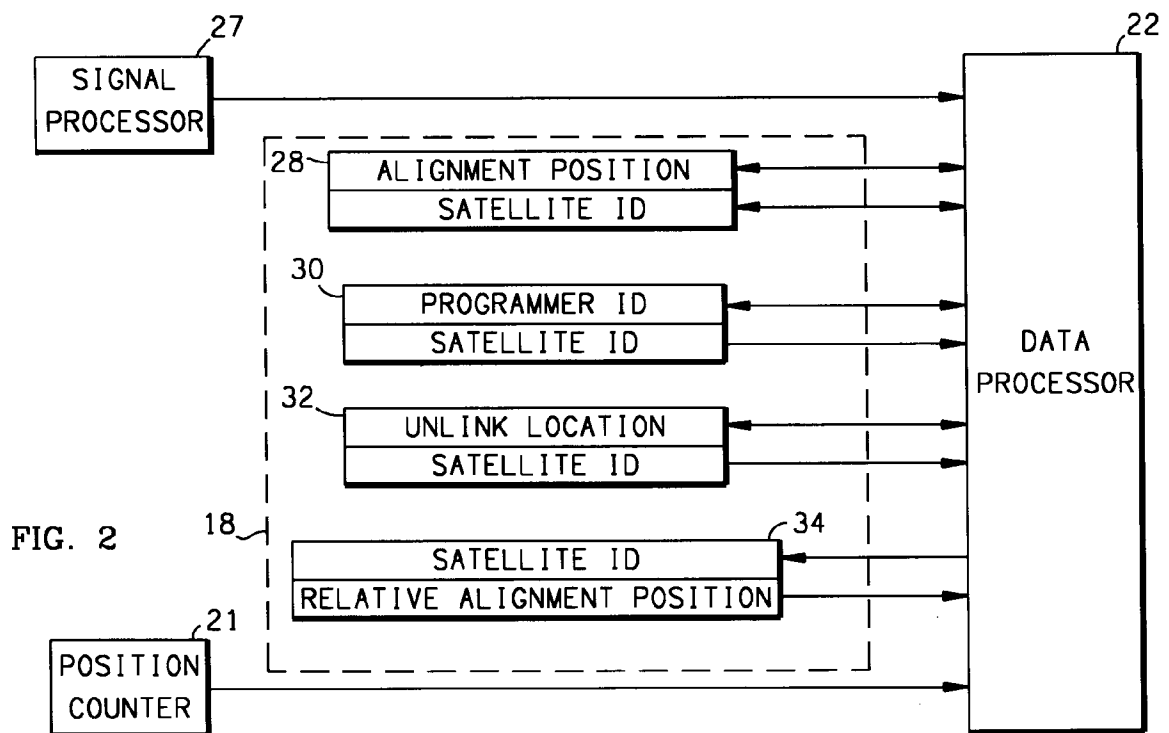 27
SIGNAL
PROCESSOR
22
28
ALIGNMENT POSITION
SATELLITE ID
30
PROGRAMMER ID
SATELLITE ID
DATA
PROCESSOR
32
UNLINK LOCATION
SATELLITE ID
FIG. 2
18
34
SATELLITE ID
RELATIVE ALIGNMENT POSITION
21
POSITION
COUNTER